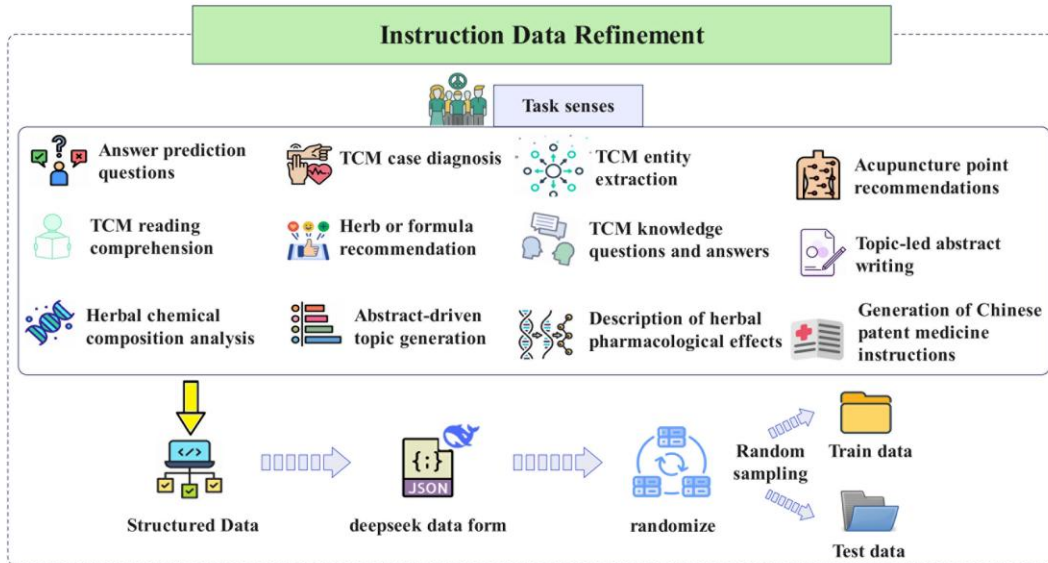 Instruction Data Refinement
Task senses
Answer prediction
questions
TCM case diagnosis
TCM entity
extraction
Acupuncture point
recommendations
TCM reading
comprehension
Herb or formula
recommendation
TCM knowledge
questions and answers
Topic-led abstract
writing
Herbal chemical
composition analysis
Abstract-driven
topic generation
Description of herbal
pharmacological effects
Generation of Chinese
patent medicine
instructions
</>
{;}
JSON
Structured Data
deepseek data form
randomize
Random
sampling
Train data
Test data